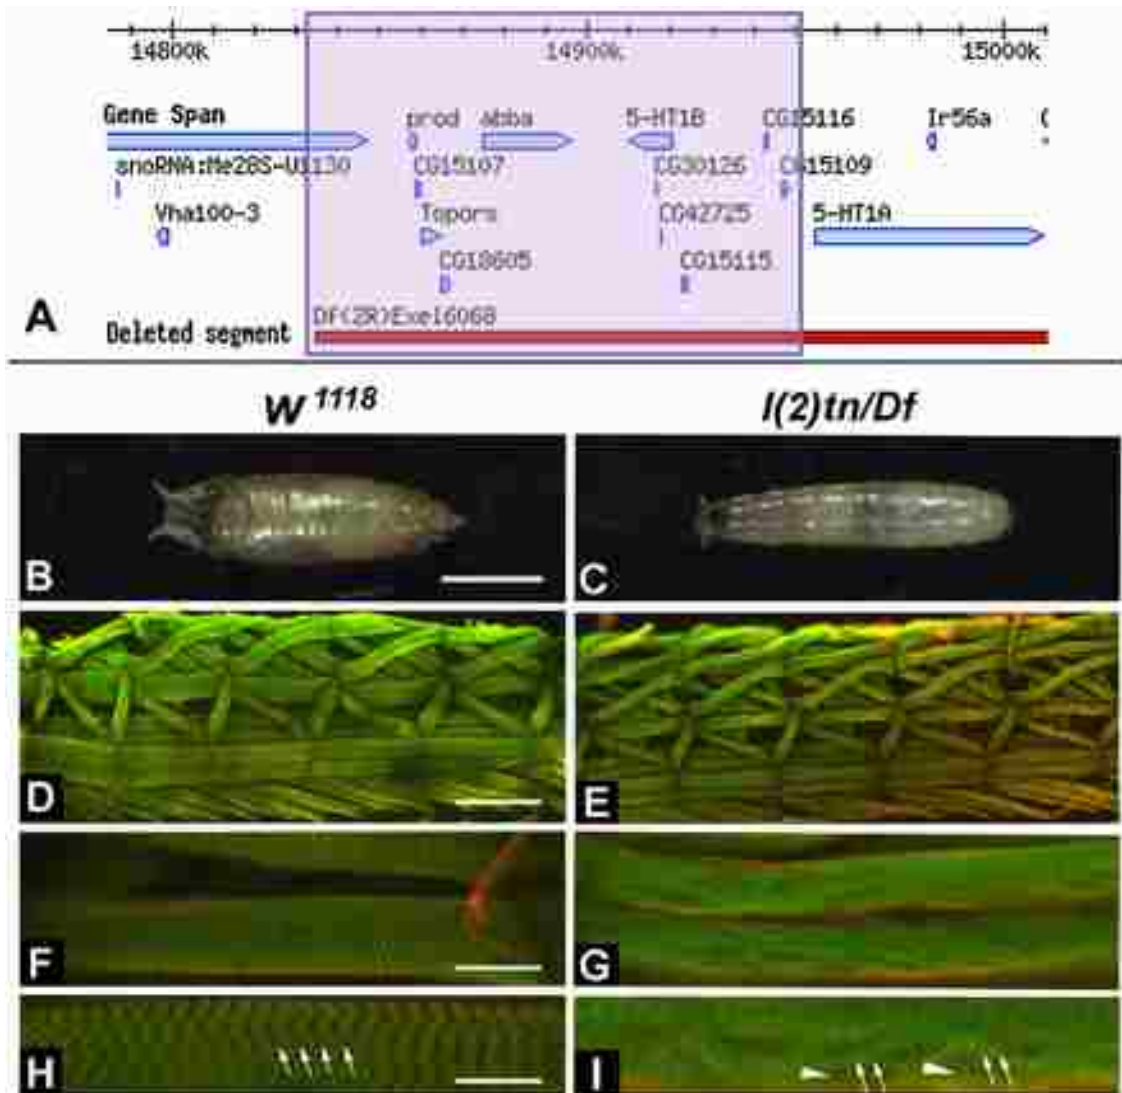 14800k 14900k 15000k
Gene Span prod abba 5-HT1B CG15116 Ir56a
snoRNA:Me28S-U1130 CG15107 CG30126 CG15109
Vha100-3 Topors CG42725 5-HT1A
CG18605 CG15115
A
Df(2R)Exel6068
Deleted segment
w1118 l(2)tn/Df
B C
D E
F G
H I